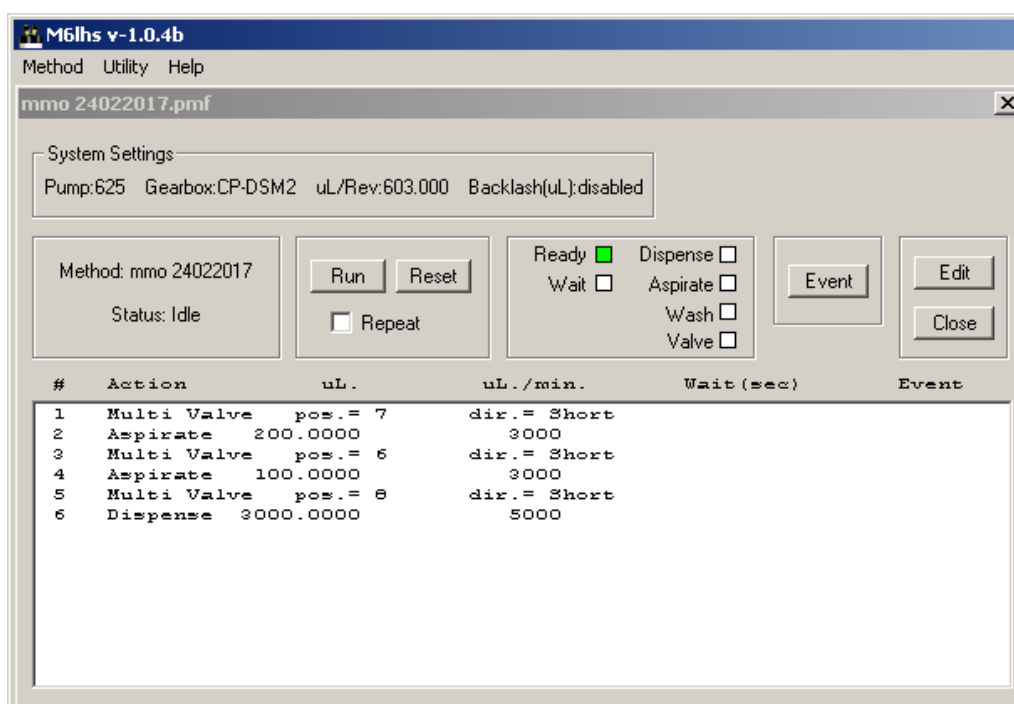 M6lhs v-1.0.4b
Method Utility Help
mmo 24022017.pmf
System Settings
Pump:625 Gearbox:CP-DSM2 uL/Rev:603.000 Backlash(uL):disabled
Method: mmo 24022017
Status: Idle
Run Reset
Repeat
Ready Dispense
Wait Aspirate
Wash
Valve
Event
Edit
Close
# Action uL. uL./min. Wait(sec) Event
1 Multi Valve pos.= 7 dir.= Short
2 Aspirate 200.0000 3000
3 Multi Valve pos.= 6 dir.= Short
4 Aspirate 100.0000 3000
5 Multi Valve pos.= 8 dir.= Short
6 Dispense 3000.0000 5000